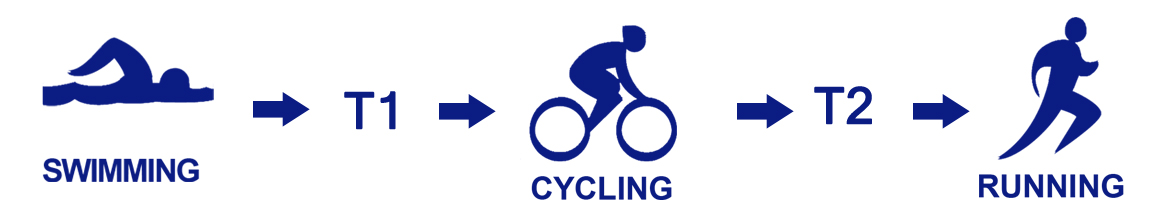 SWIMMING
T1
CYCLING
T2
RUNNING